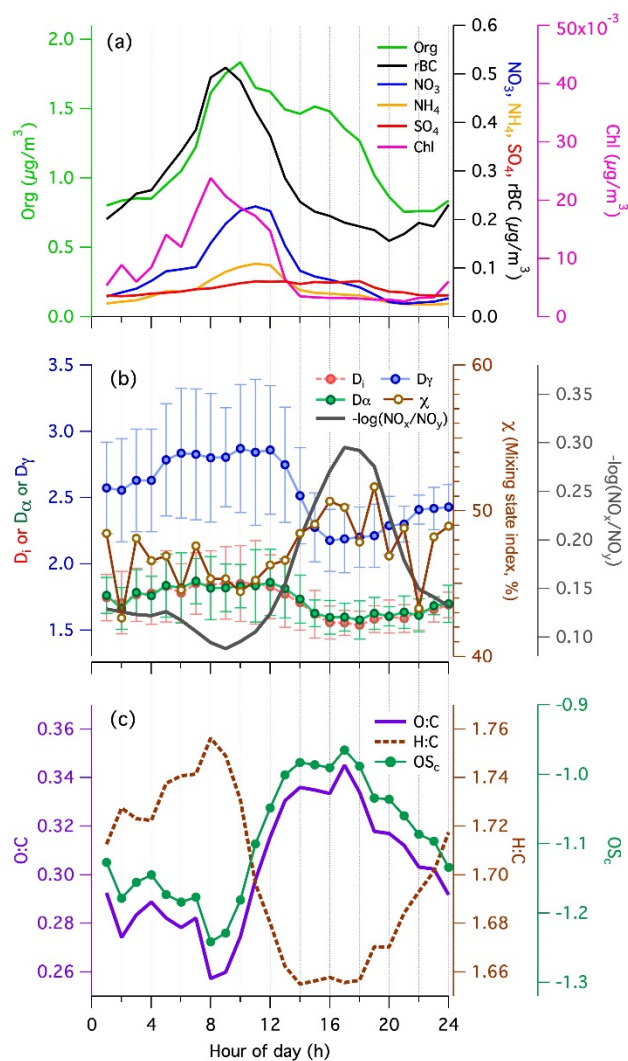 (a)
2.0
1.5
1.0
0.5
0.0
Org (µg/m³)
Org
rBC
NO₃
NH₄
SO₄
Chl
0.6
0.5
0.4
0.3
0.2
0.1
0.0
NO₃, NH₄, SO₄, rBC (µg/m³)
50x10⁻³
40
30
20
10
0
Chl (µg/m³)
(b)
3.5
3.0
2.5
2.0
1.5
Dᵢ or Dα or Dγ
Dᵢ Dγ
Dα χ
-log(NOₓ/NOᵧ)
60
50
40
χ (Mixing state index, %)
0.35
0.30
0.25
0.20
0.15
0.10
-log(NOₓ/NOᵧ)
(c)
0.36
0.34
0.32
0.30
0.28
0.26
O:C
O:C
H:C
OSc
1.76
1.74
1.72
1.70
1.68
1.66
H:C
-0.9
-1.0
-1.1
-1.2
-1.3
OSc
0 4 8 12 16 20 24
Hour of day (h)